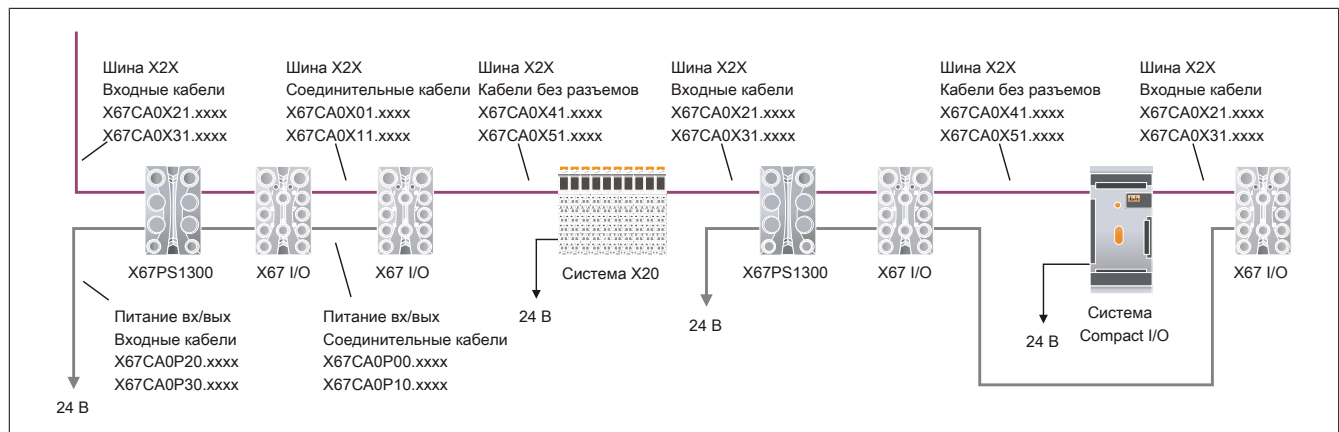 Шина X2X
Входные кабели
X67CA0X21.xxxx
X67CA0X31.xxxx
Шина X2X
Соединительные кабели
X67CA0X01.xxxx
X67CA0X11.xxxx
Шина X2X
Кабели без разъемов
X67CA0X41.xxxx
X67CA0X51.xxxx
Шина X2X
Входные кабели
X67CA0X21.xxxx
X67CA0X31.xxxx
Шина X2X
Кабели без разъемов
X67CA0X41.xxxx
X67CA0X51.xxxx
Шина X2X
Входные кабели
X67CA0X21.xxxx
X67CA0X31.xxxx
X67PS1300
X67 I/O
X67 I/O
Система X20
X67PS1300
X67 I/O
X67 I/O
Питание вх/вых
Входные кабели
X67CA0P20.xxxx
X67CA0P30.xxxx
Питание вх/вых
Соединительные кабели
X67CA0P00.xxxx
X67CA0P10.xxxx
24 В
24 В
24 В
Система
Compact I/O
24 В